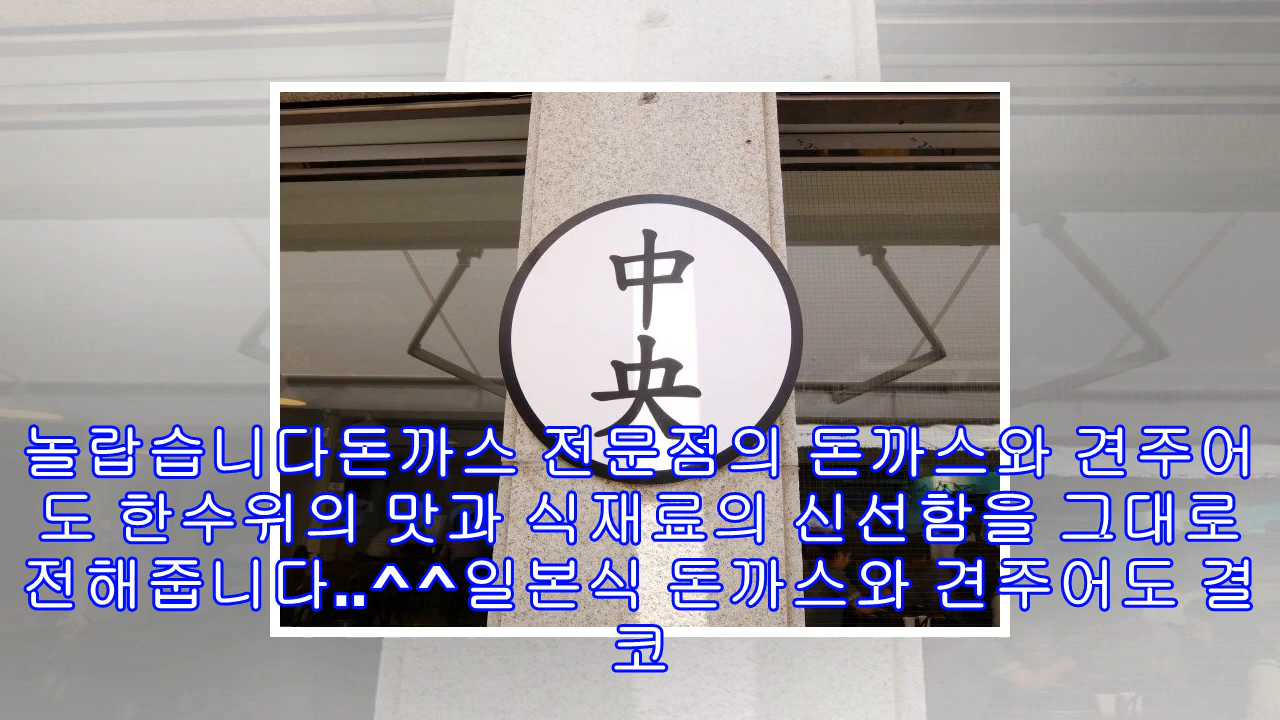 中
央
놀랍습니다돈까스 전문점의 돈까스와 견주어
도 한수위의 맛과 식재료의 신선함을 그대로
전해줍니다..^^일본식 돈까스와 견주어도 결
코